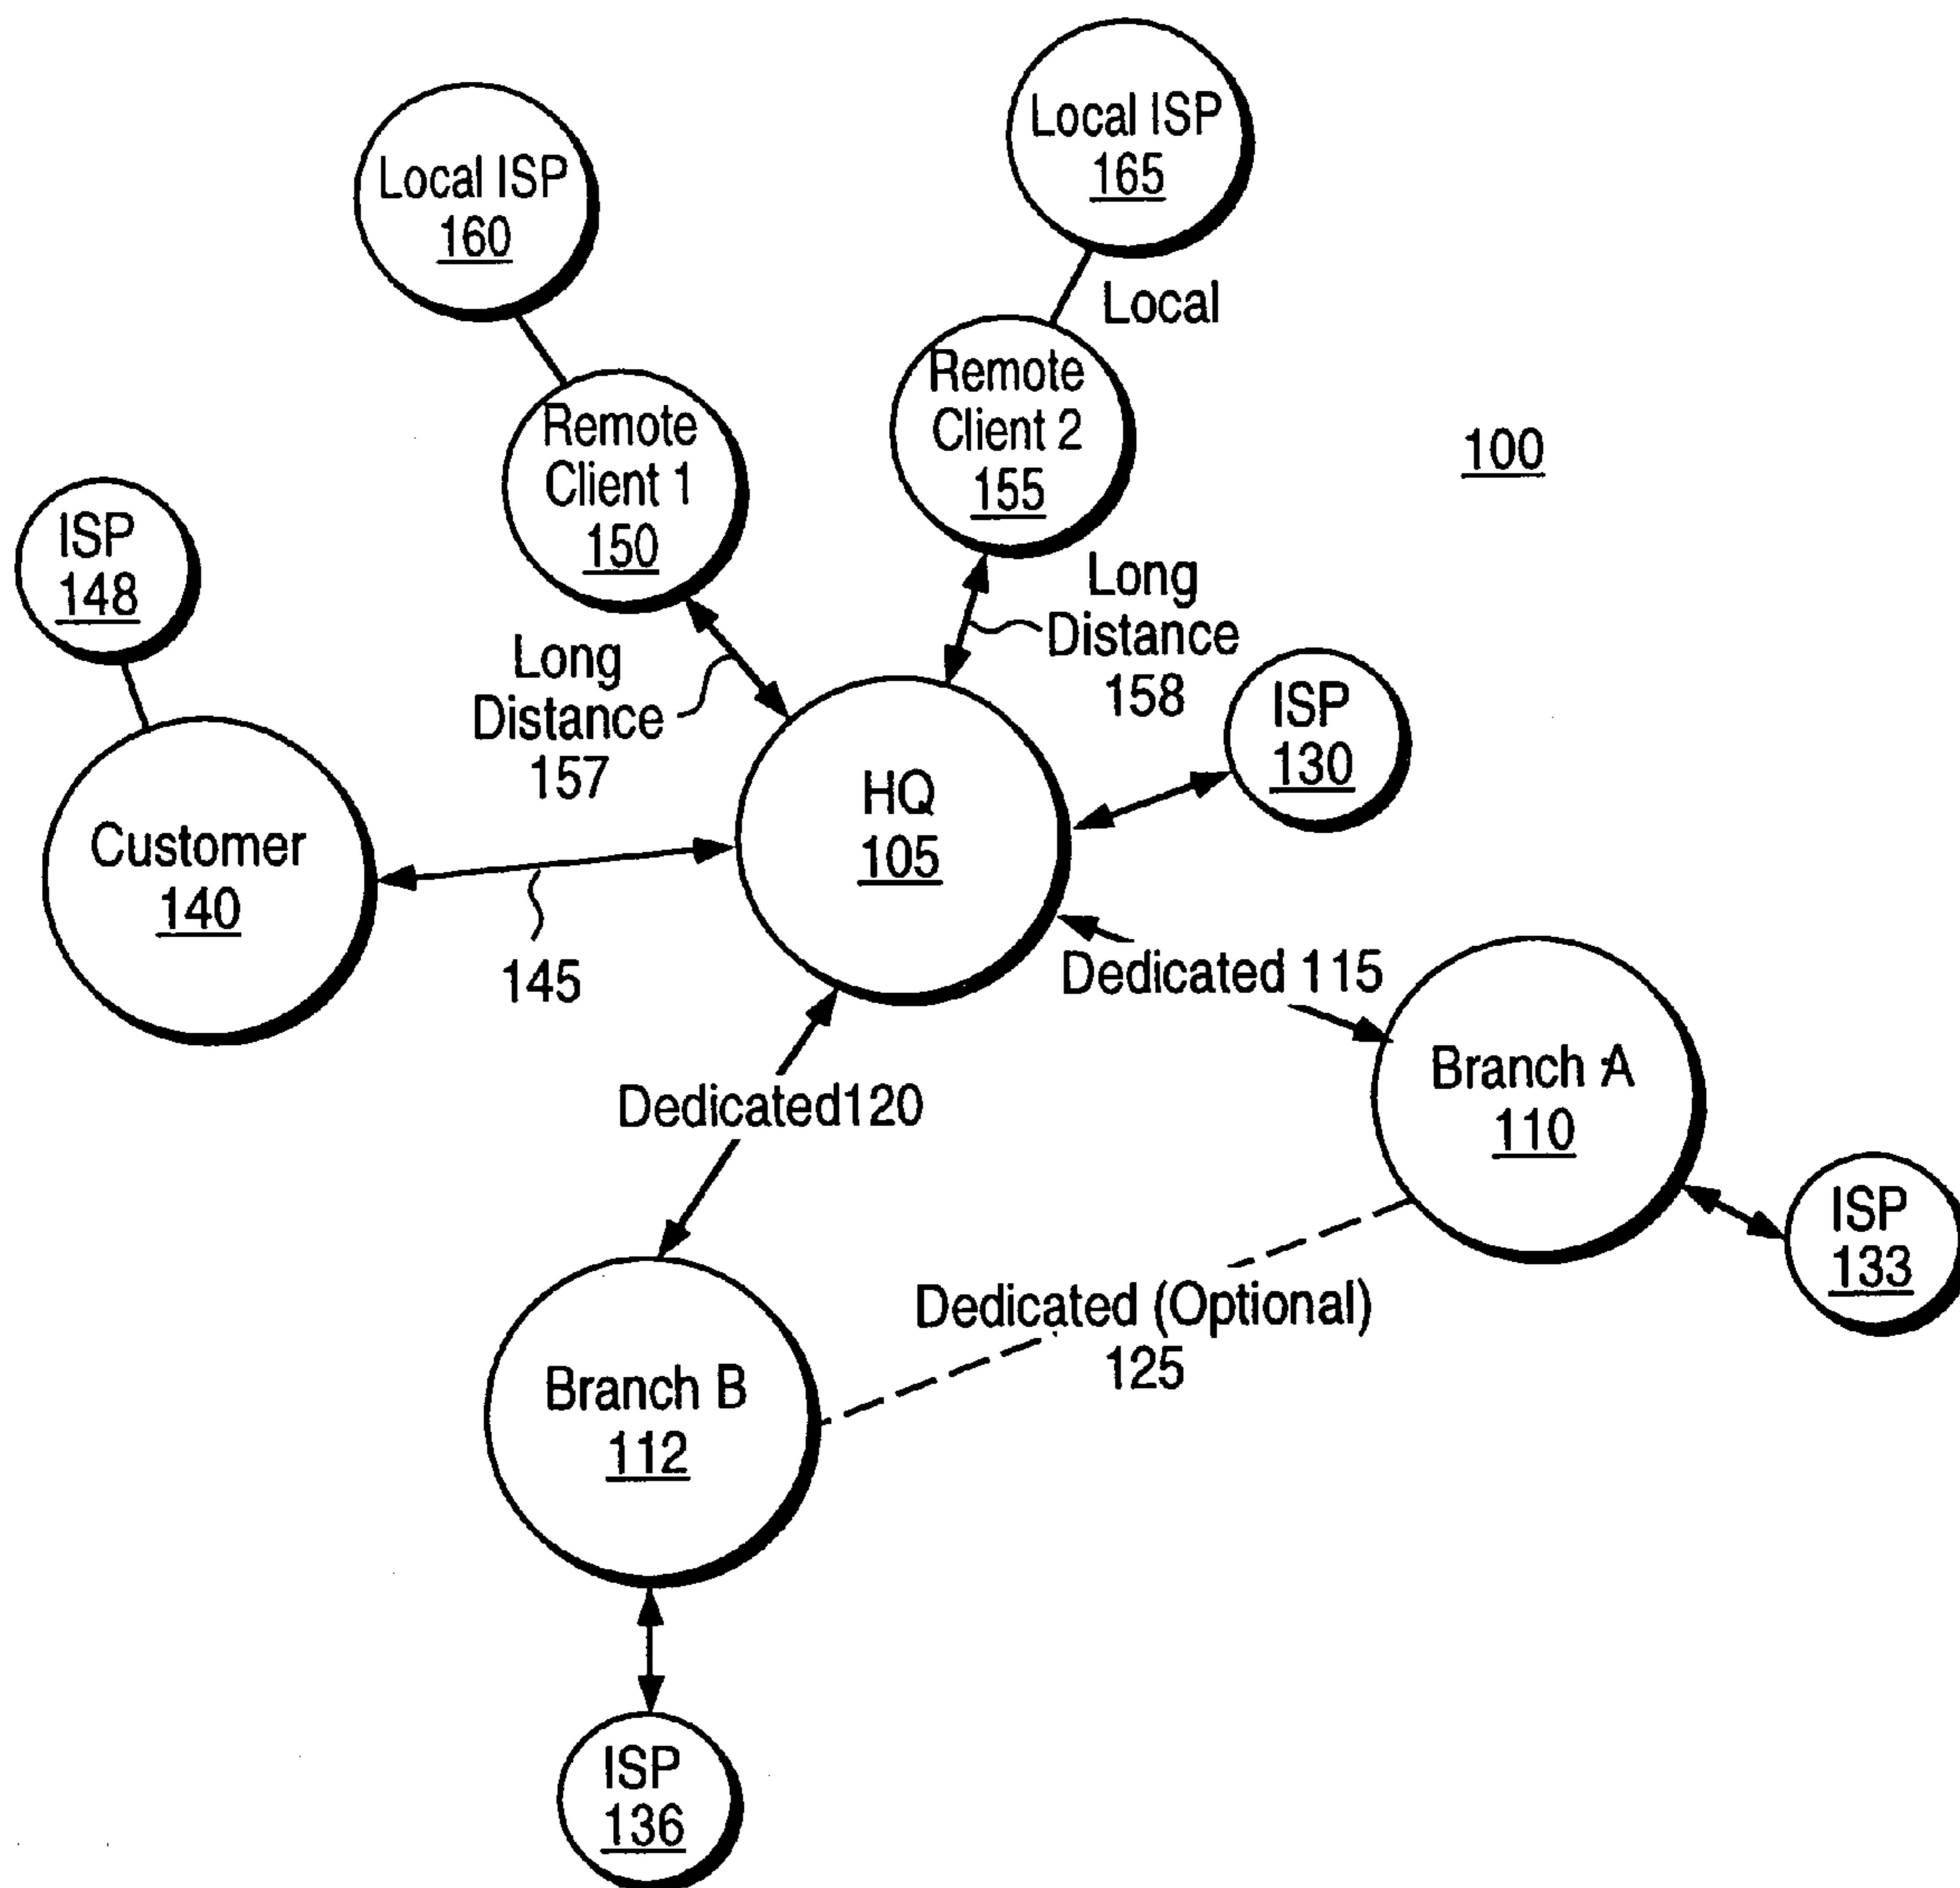 Local ISP
165
Local ISP
160
Local
Remote
Client 2
155
Remote
Client 1
150
100
ISP
148
Long
Distance
158
Long
Distance
157
ISP
130
HQ
105
Customer
140
145
Dedicated 115
Branch A
110
Dedicated120
ISP
133
Dedicated (Optional)
125
Branch B
112
ISP
136